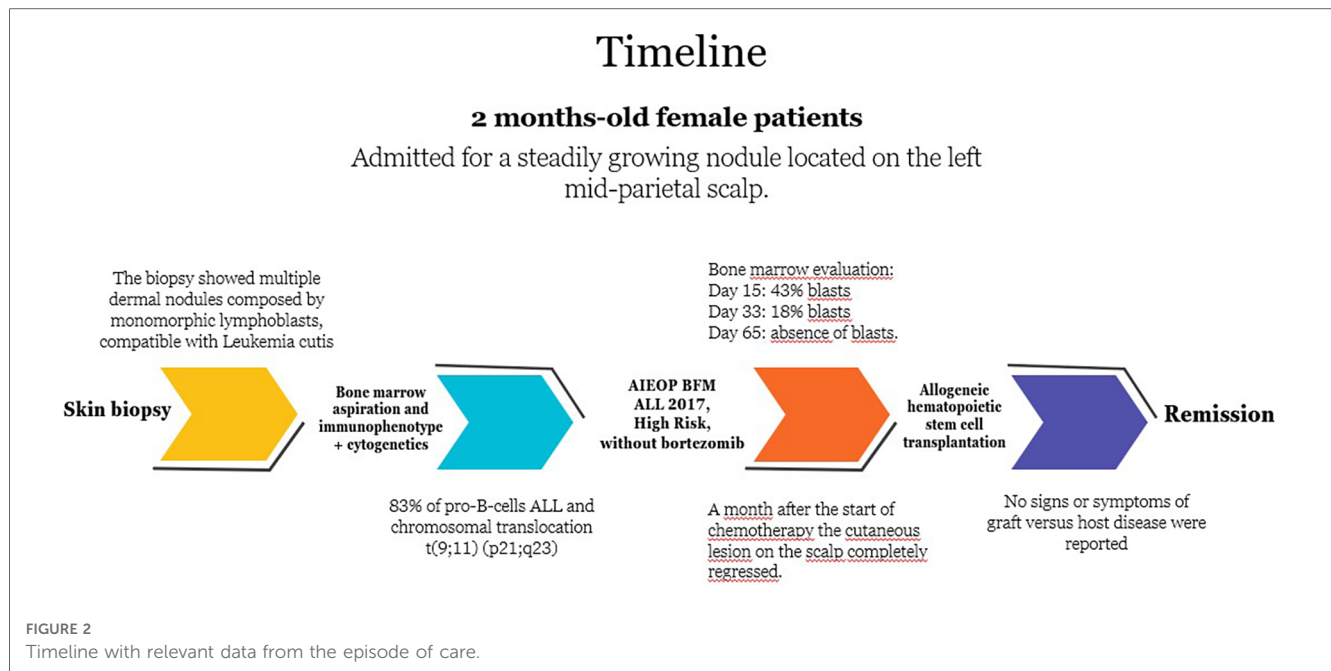 Timeline
2 months-old female patients
Admitted for a steadily growing nodule located on the left
mid-parietal scalp.
The biopsy showed multiple
dermal nodules composed by
monomorphic lymphoblasts,
compatible with Leukemia cutis
Skin biopsy
Bone marrow
aspiration and
immunophenotype
+ cytogenetics
83% of pro-B-cells ALL and
chromosomal translocation
t(9;11) (p21;q23)
AIEOP BFM
ALL 2017,
High Risk,
without bortezomib
Bone marrow evaluation:
Day 15: 43% blasts
Day 33: 18% blasts
Day 65: absence of blasts.
A month after the start of
chemotherapy the cutaneous
lesion on the scalp completely
regressed.
Allogeneic
hematopoietic
stem cell
transplantation
No signs or symptoms of
graft versus host disease were
reported
Remission
FIGURE 2
Timeline with relevant data from the episode of care.